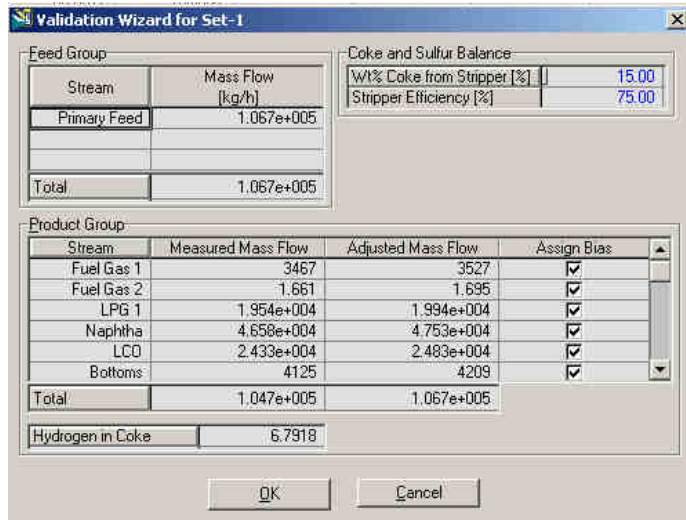 Validation Wizard for Set-1
Feed Group
Stream Mass Flow [kg/h]
Primary Feed 1.067e+005
Total 1.067e+005
Coke and Sulfur Balance
Wt% Coke from Stripper [%] 15.00
Stripper Efficiency [%] 75.00
Product Group
Stream Measured Mass Flow Adjusted Mass Flow Assign Bias
Fuel Gas 1 3467 3527
Fuel Gas 2 1.661 1.695
LPG 1 1.954e+004 1.994e+004
Naphtha 4.658e+004 4.753e+004
LCO 2.433e+004 2.483e+004
Bottoms 4125 4209
Total 1.047e+005 1.067e+005
Hydrogen in Coke 6.7918
OK Cancel